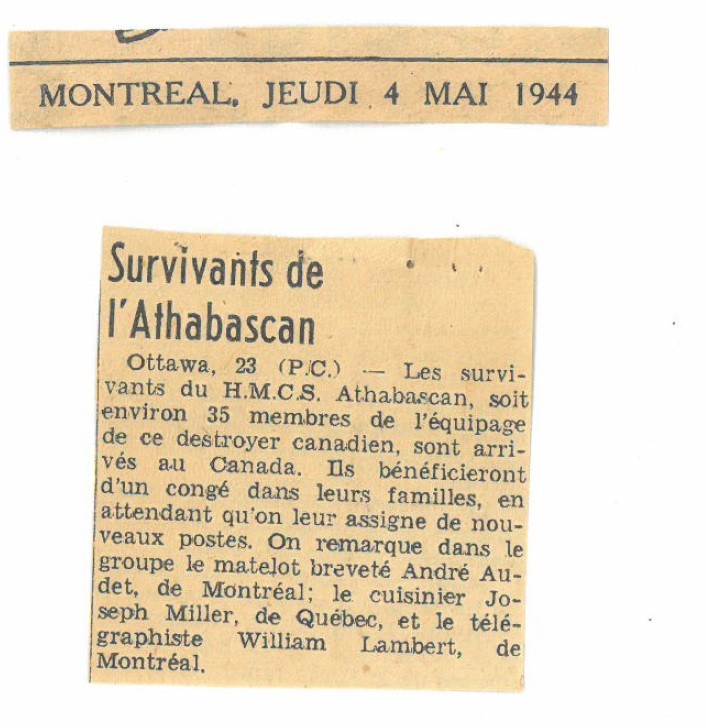 MONTREAL, JEUDI 4 MAI 1944
Survivants de
l'Athabascan
Ottawa, 23 (P.C.) — Les survi-
vants du H.M.C.S. Athabascan, soit
environ 35 membres de l'équipage
de ce destroyer canadien, sont arri-
vés au Canada. Ils bénéficieront
d'un congé dans leurs familles, en
attendant qu'on leur assigne de nou-
veaux postes. On remarque dans le
groupe le matelot breveté André Au-
det, de Montréal; le cuisinier Jo-
seph Miller, de Québec, et le télé-
graphiste William Lambert, de
Montréal.